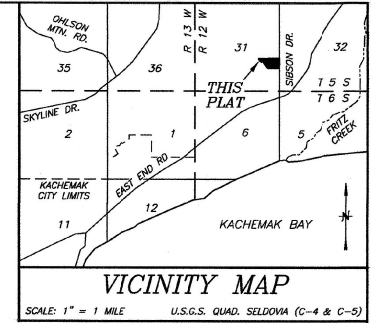 OHLSON
MTN. RD.
35
36
R 13 W
R 12 W
31
SIBSON DR.
32
THIS
PLAT
T 5 S
T 6 S
SKYLINE DR.
2
1
6
5
FRITZ
CREEK
EAST END RD
KACHEMAK
CITY LIMITS
11
12
KACHEMAK BAY
N
VICINITY MAP
SCALE: 1" = 1 MILE U.S.G.S. QUAD. SELDOVIA (C-4 & C-5)